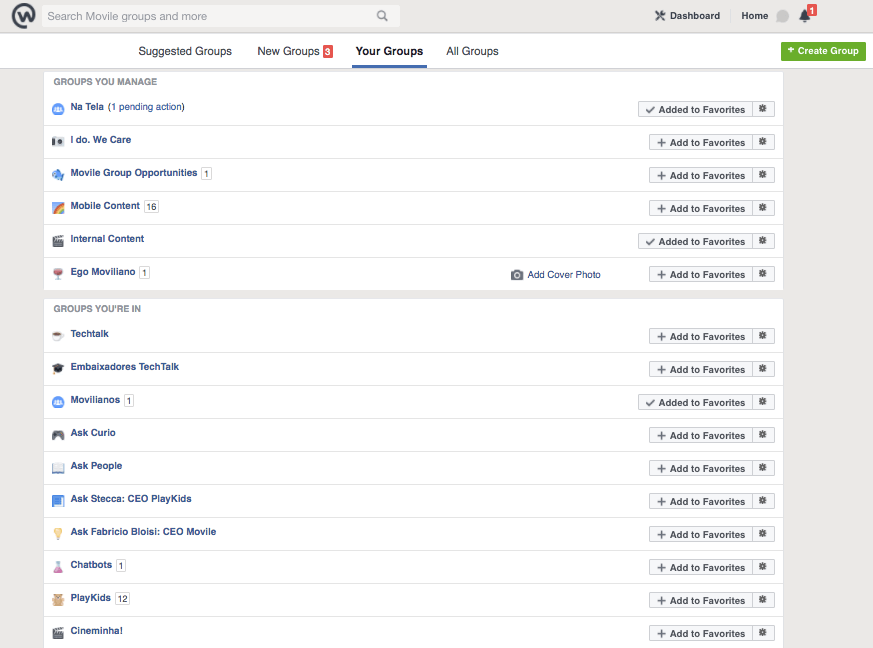 Search Movile groups and more
Dashboard Home 1
Suggested Groups New Groups 3 Your Groups All Groups + Create Group
GROUPS YOU MANAGE
Na Tela (1 pending action) Added to Favorites
I do. We Care + Add to Favorites
Movile Group Opportunities 1 + Add to Favorites
Mobile Content 16 + Add to Favorites
Internal Content Added to Favorites
Ego Moviliano 1 Add Cover Photo + Add to Favorites
GROUPS YOU'RE IN
Techtalk + Add to Favorites
Embaixadores TechTalk + Add to Favorites
Movilianos 1 Added to Favorites
Ask Curio + Add to Favorites
Ask People + Add to Favorites
Ask Stecca: CEO PlayKids + Add to Favorites
Ask Fabricio Bloisi: CEO Movile + Add to Favorites
Chatbots 1 + Add to Favorites
PlayKids 12 + Add to Favorites
Cineminha! + Add to Favorites